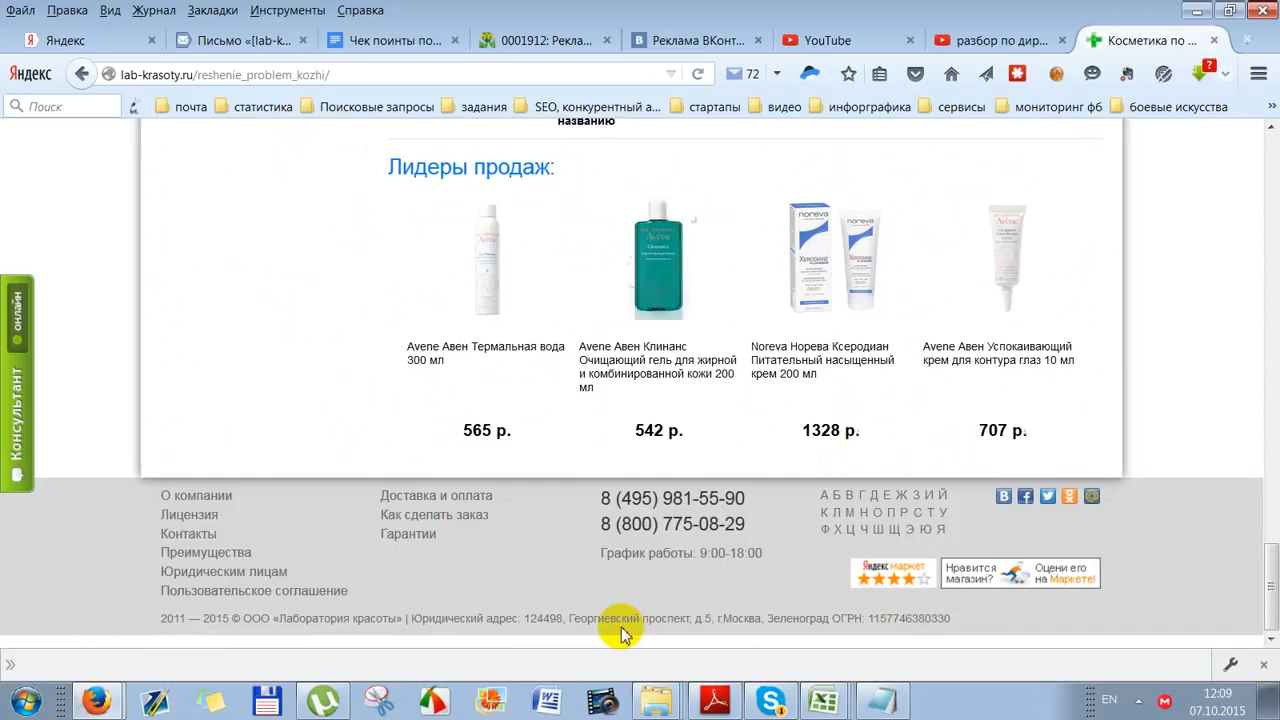 Файл Правка Вид Журнал Закладки Инструменты Справка
Яндекс Письмо «[lab-k... Чек поинты по... 0001912: Рекла... Реклама ВКонт... YouTube разбор по дир... Косметика по ...
Яндекс lab-krasoty.ru/reshenie_problem_kozhi/ 72 ?
Поиск почта статистика Поисковые запросы задания SEO, конкурентный а... стартапы видео инфорграфика сервисы мониторинг фб боевые искусства »
названию
Лидеры продаж:
Avene Авен Термальная вода
300 мл
Avene Авен Клинанс
Очищающий гель для жирной
и комбинированной кожи 200
мл
Noreva Норева Ксеродиан
Питательный насыщенный
крем 200 мл
Avene Авен Успокаивающий
крем для контура глаз 10 мл
565 р. 542 р. 1328 р. 707 р.
онлайн
Консультант
О компании
Лицензия
Контакты
Преимущества
Юридическим лицам
Пользовательское соглашение
Доставка и оплата
Как сделать заказ
Гарантии
8 (495) 981-55-90
8 (800) 775-08-29
График работы: 9:00-18:00
А Б В Г Д Е Ж З И Й
К Л М Н О П Р С Т У
Ф Х Ц Ч Ш Щ Э Ю Я
Яндекс маркет
Нравится магазин?
Оцени его на Маркете!
2011 — 2015 © ООО «Лаборатория красоты» | Юридический адрес: 124498, Георгиевский проспект, д.5, г.Москва, Зеленоград ОГРН: 1157746380330
EN 12:09
07.10.2015